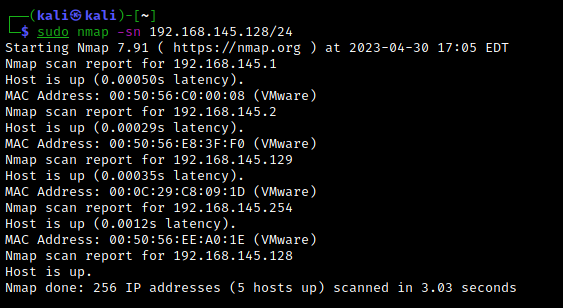 ┌──(kali㉿kali)-[~]
└─$ sudo nmap -sn 192.168.145.128/24
Starting Nmap 7.91 ( https://nmap.org ) at 2023-04-30 17:05 EDT
Nmap scan report for 192.168.145.1
Host is up (0.00050s latency).
MAC Address: 00:50:56:C0:00:08 (VMware)
Nmap scan report for 192.168.145.2
Host is up (0.00029s latency).
MAC Address: 00:50:56:E8:3F:F0 (VMware)
Nmap scan report for 192.168.145.129
Host is up (0.00035s latency).
MAC Address: 00:0C:29:C8:09:1D (VMware)
Nmap scan report for 192.168.145.254
Host is up (0.0012s latency).
MAC Address: 00:50:56:EE:A0:1E (VMware)
Nmap scan report for 192.168.145.128
Host is up.
Nmap done: 256 IP addresses (5 hosts up) scanned in 3.03 seconds